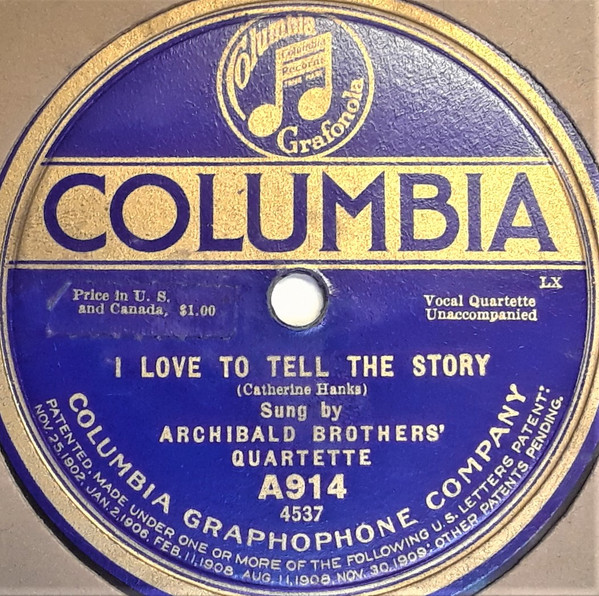 Columbia
Columbia
Records
Grafonola
COLUMBIA
LX
Price in U. S.
and Canada, $1.00
Vocal Quartette
Unaccompanied
I LOVE TO TELL THE STORY
(Catherine Hanks)
Sung by
ARCHIBALD BROTHERS'
QUARTETTE
A914
4537
COLUMBIA GRAPHOPHONE COMPANY
PATENTED, MADE UNDER ONE OR MORE OF THE FOLLOWING U.S. LETTERS PATENT:
NOV. 25, 1902, JAN. 2, 1906, FEB. 11, 1908, AUG. 11, 1908, NOV. 30, 1909. OTHER PATENTS PENDING.